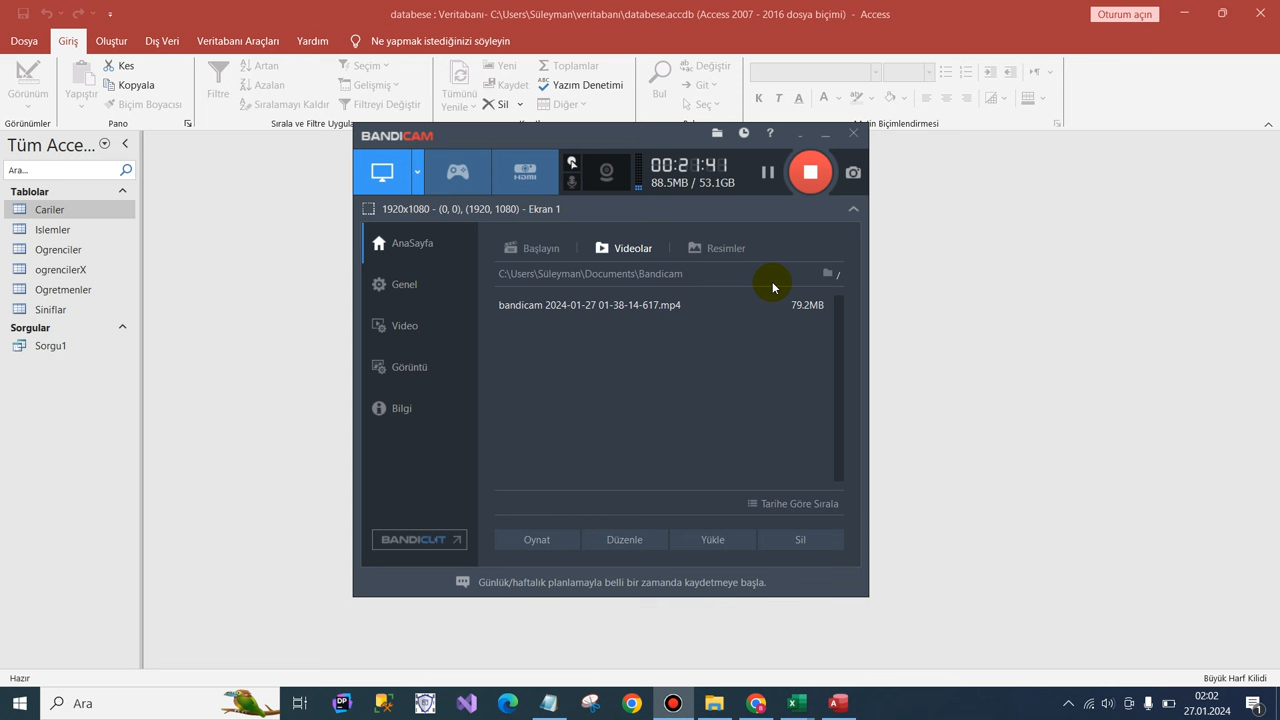 databese : Veritabanı- C:\Users\Süleyman\veritabanı\databese.accdb (Access 2007 - 2016 dosya biçimi) - Access
Oturum açın
Dosya Giriş Oluştur Dış Veri Veritabanı Araçları Yardım Ne yapmak istediğinizi söyleyin
Görünüm
Görünümler
Yapıştır
Kes
Kopyala
Biçim Boyacısı
Pano
Filtre
Artan
Azalan
Sıralamayı Kaldır
Seçim
Gelişmiş
Filtreyi Değiştir
Sırala ve Filtre Uygula
Tümünü
Yenile
Yeni
Kaydet
Sil
Toplamlar
Yazım Denetimi
Diğer
Bul
Değiştir
Git
Seç
K T A
n Biçimlendirmesi
Tüm Acce...
Ara...
Tablolar
Cariler
Islemler
Ogrenciler
ogrencilerX
Ogretmenler
Siniflar
Sorgular
Sorgu1
BANDICAM
HDMI
00:21:41
88.5MB / 53.1GB
1920x1080 - (0, 0), (1920, 1080) - Ekran 1
AnaSayfa
Genel
Video
Görüntü
Bilgi
BANDICUT
Başlayın Videolar Resimler
C:\Users\Süleyman\Documents\Bandicam /
bandicam 2024-01-27 01-38-14-617.mp4 79.2MB
Tarihe Göre Sırala
Oynat Düzenle Yükle Sil
Günlük/haftalık planlamayla belli bir zamanda kaydetmeye başla.
Hazır
Büyük Harf Kilidi
Ara
DP
02:02
27.01.2024